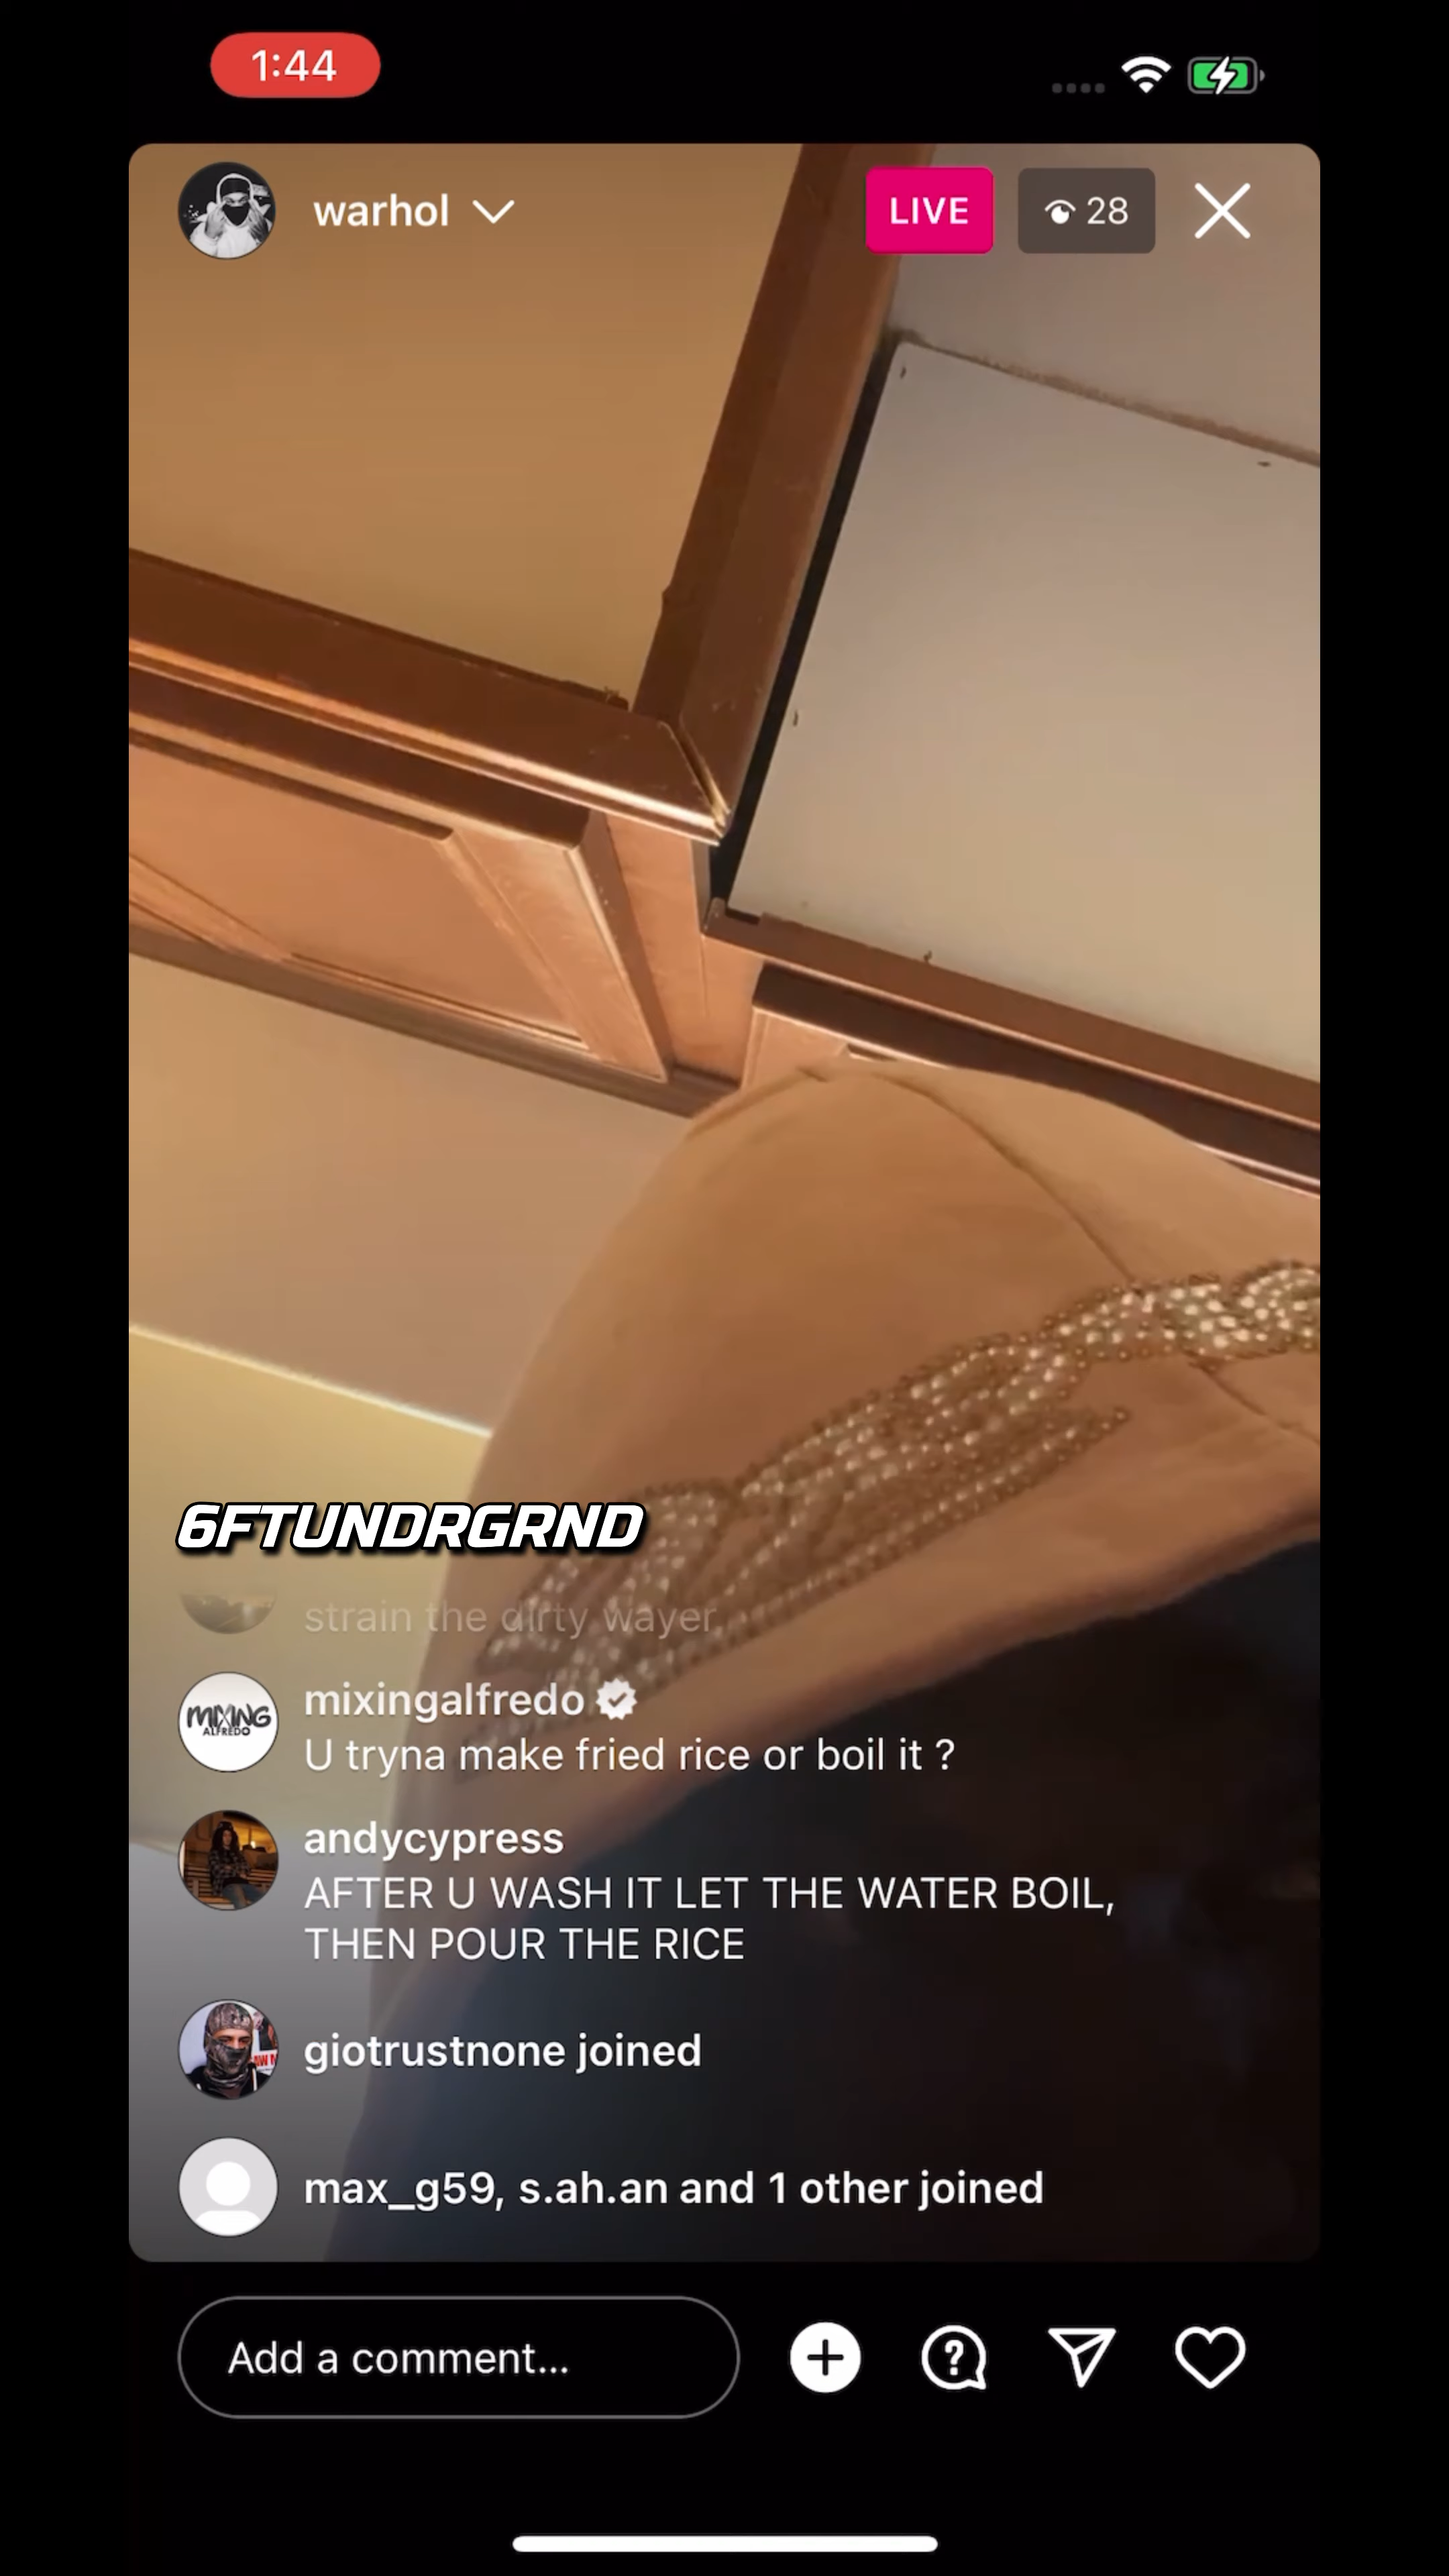 1:44
warhol
LIVE
28
6FTUNDRGRND
strain the dirty wayer,
MIXING
ALFREDO
mixingalfredo
U tryna make fried rice or boil it ?
andycypress
AFTER U WASH IT LET THE WATER BOIL,
THEN POUR THE RICE
giotrustnone joined
max_g59, s.ah.an and 1 other joined
Add a comment...